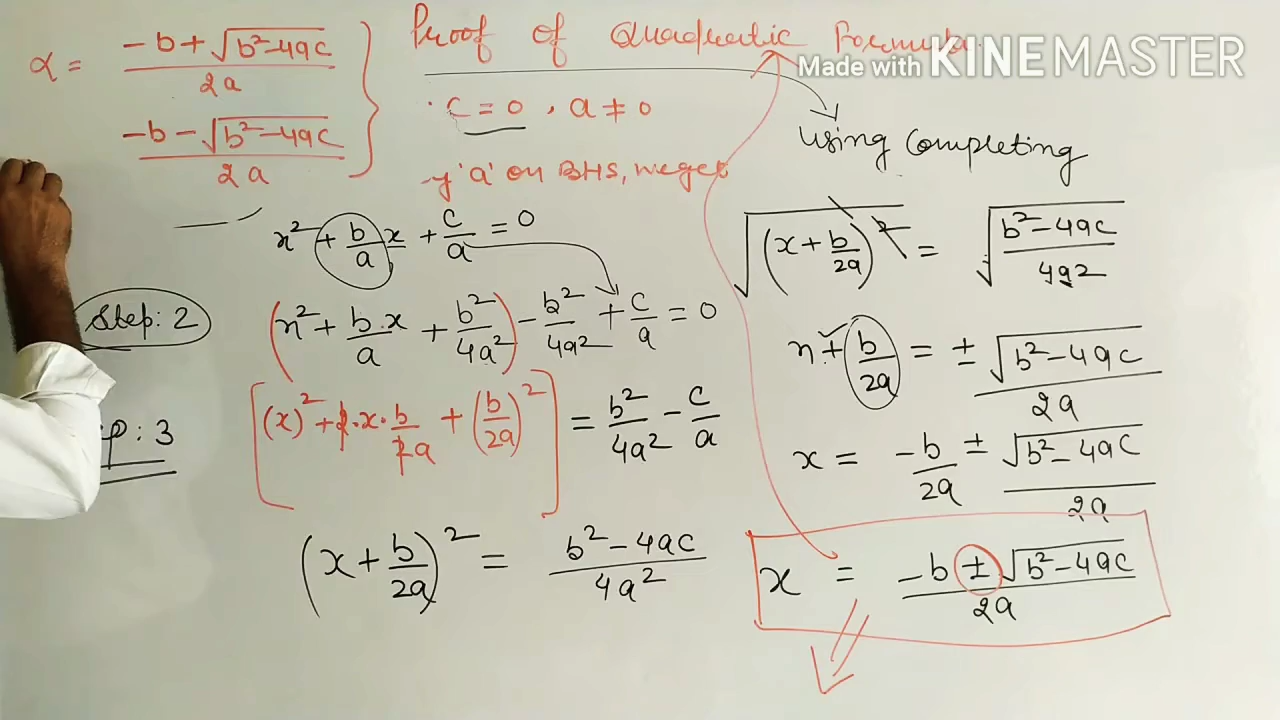 Proof of Quadratic Formula
Made with KINEMASTER
α = (-b + √(b² - 4ac)) / 2a
(-b - √(b² - 4ac)) / 2a
c = 0, a ≠ 0
using Completing
y 'a' on BHS, we get
x² + b/a x + c/a = 0
Step: 2
(x² + b/a · x + b²/4a²) - b²/4a² + c/a = 0
p: 3
[(x)² + 2 · x · b/2a + (b/2a)²] = b²/4a² - c/a
(x + b/2a)² = (b² - 4ac) / 4a²
√(x + b/2a)² = √((b² - 4ac) / 4a²)
x + b/2a = ± √(b² - 4ac) / 2a
x = -b/2a ± √(b² - 4ac) / 2a
x = (-b ± √(b² - 4ac)) / 2a